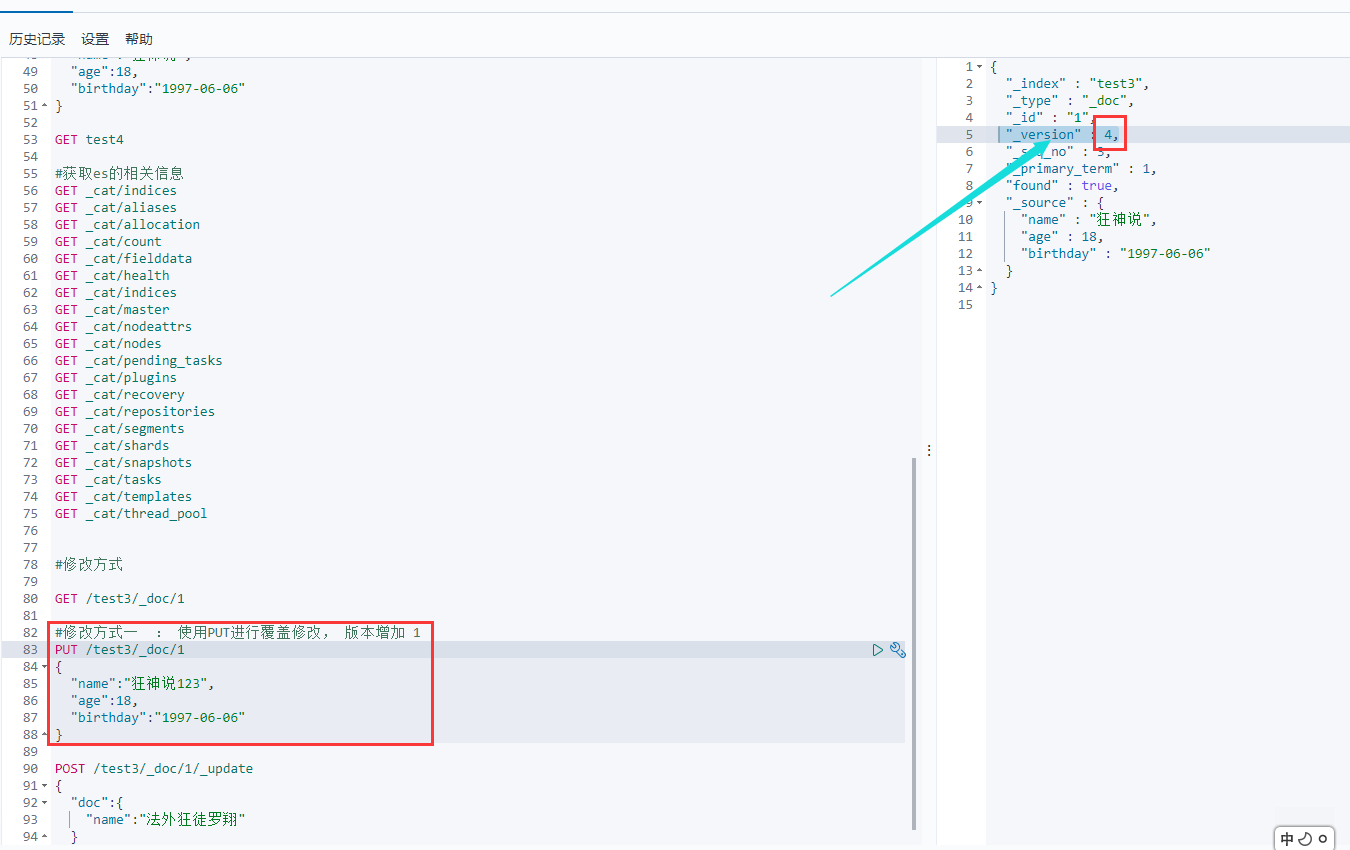 历史记录 设置 帮助
49 "age":18,
50 "birthday":"1997-06-06"
51 }
52
53 GET test4
54
55 #获取es的相关信息
56 GET _cat/indices
57 GET _cat/aliases
58 GET _cat/allocation
59 GET _cat/count
60 GET _cat/fielddata
61 GET _cat/health
62 GET _cat/indices
63 GET _cat/master
64 GET _cat/nodeattrs
65 GET _cat/nodes
66 GET _cat/pending_tasks
67 GET _cat/plugins
68 GET _cat/recovery
69 GET _cat/repositories
70 GET _cat/segments
71 GET _cat/shards
72 GET _cat/snapshots
73 GET _cat/tasks
74 GET _cat/templates
75 GET _cat/thread_pool
76
77
78 #修改方式
79
80 GET /test3/_doc/1
81
82 #修改方式一 ： 使用PUT进行覆盖修改， 版本增加 1
83 PUT /test3/_doc/1
84 {
85 "name":"狂神说123",
86 "age":18,
87 "birthday":"1997-06-06"
88 }
89
90 POST /test3/_doc/1/_update
91 {
92 "doc":{
93 "name":"法外狂徒罗翔"
94 }
1 {
2 "_index" : "test3",
3 "_type" : "_doc",
4 "_id" : "1",
5 "_version" : 4,
6 "_seq_no" : 3,
7 "_primary_term" : 1,
8 "found" : true,
9 "_source" : {
10 "name" : "狂神说",
11 "age" : 18,
12 "birthday" : "1997-06-06"
13 }
14 }
15
中